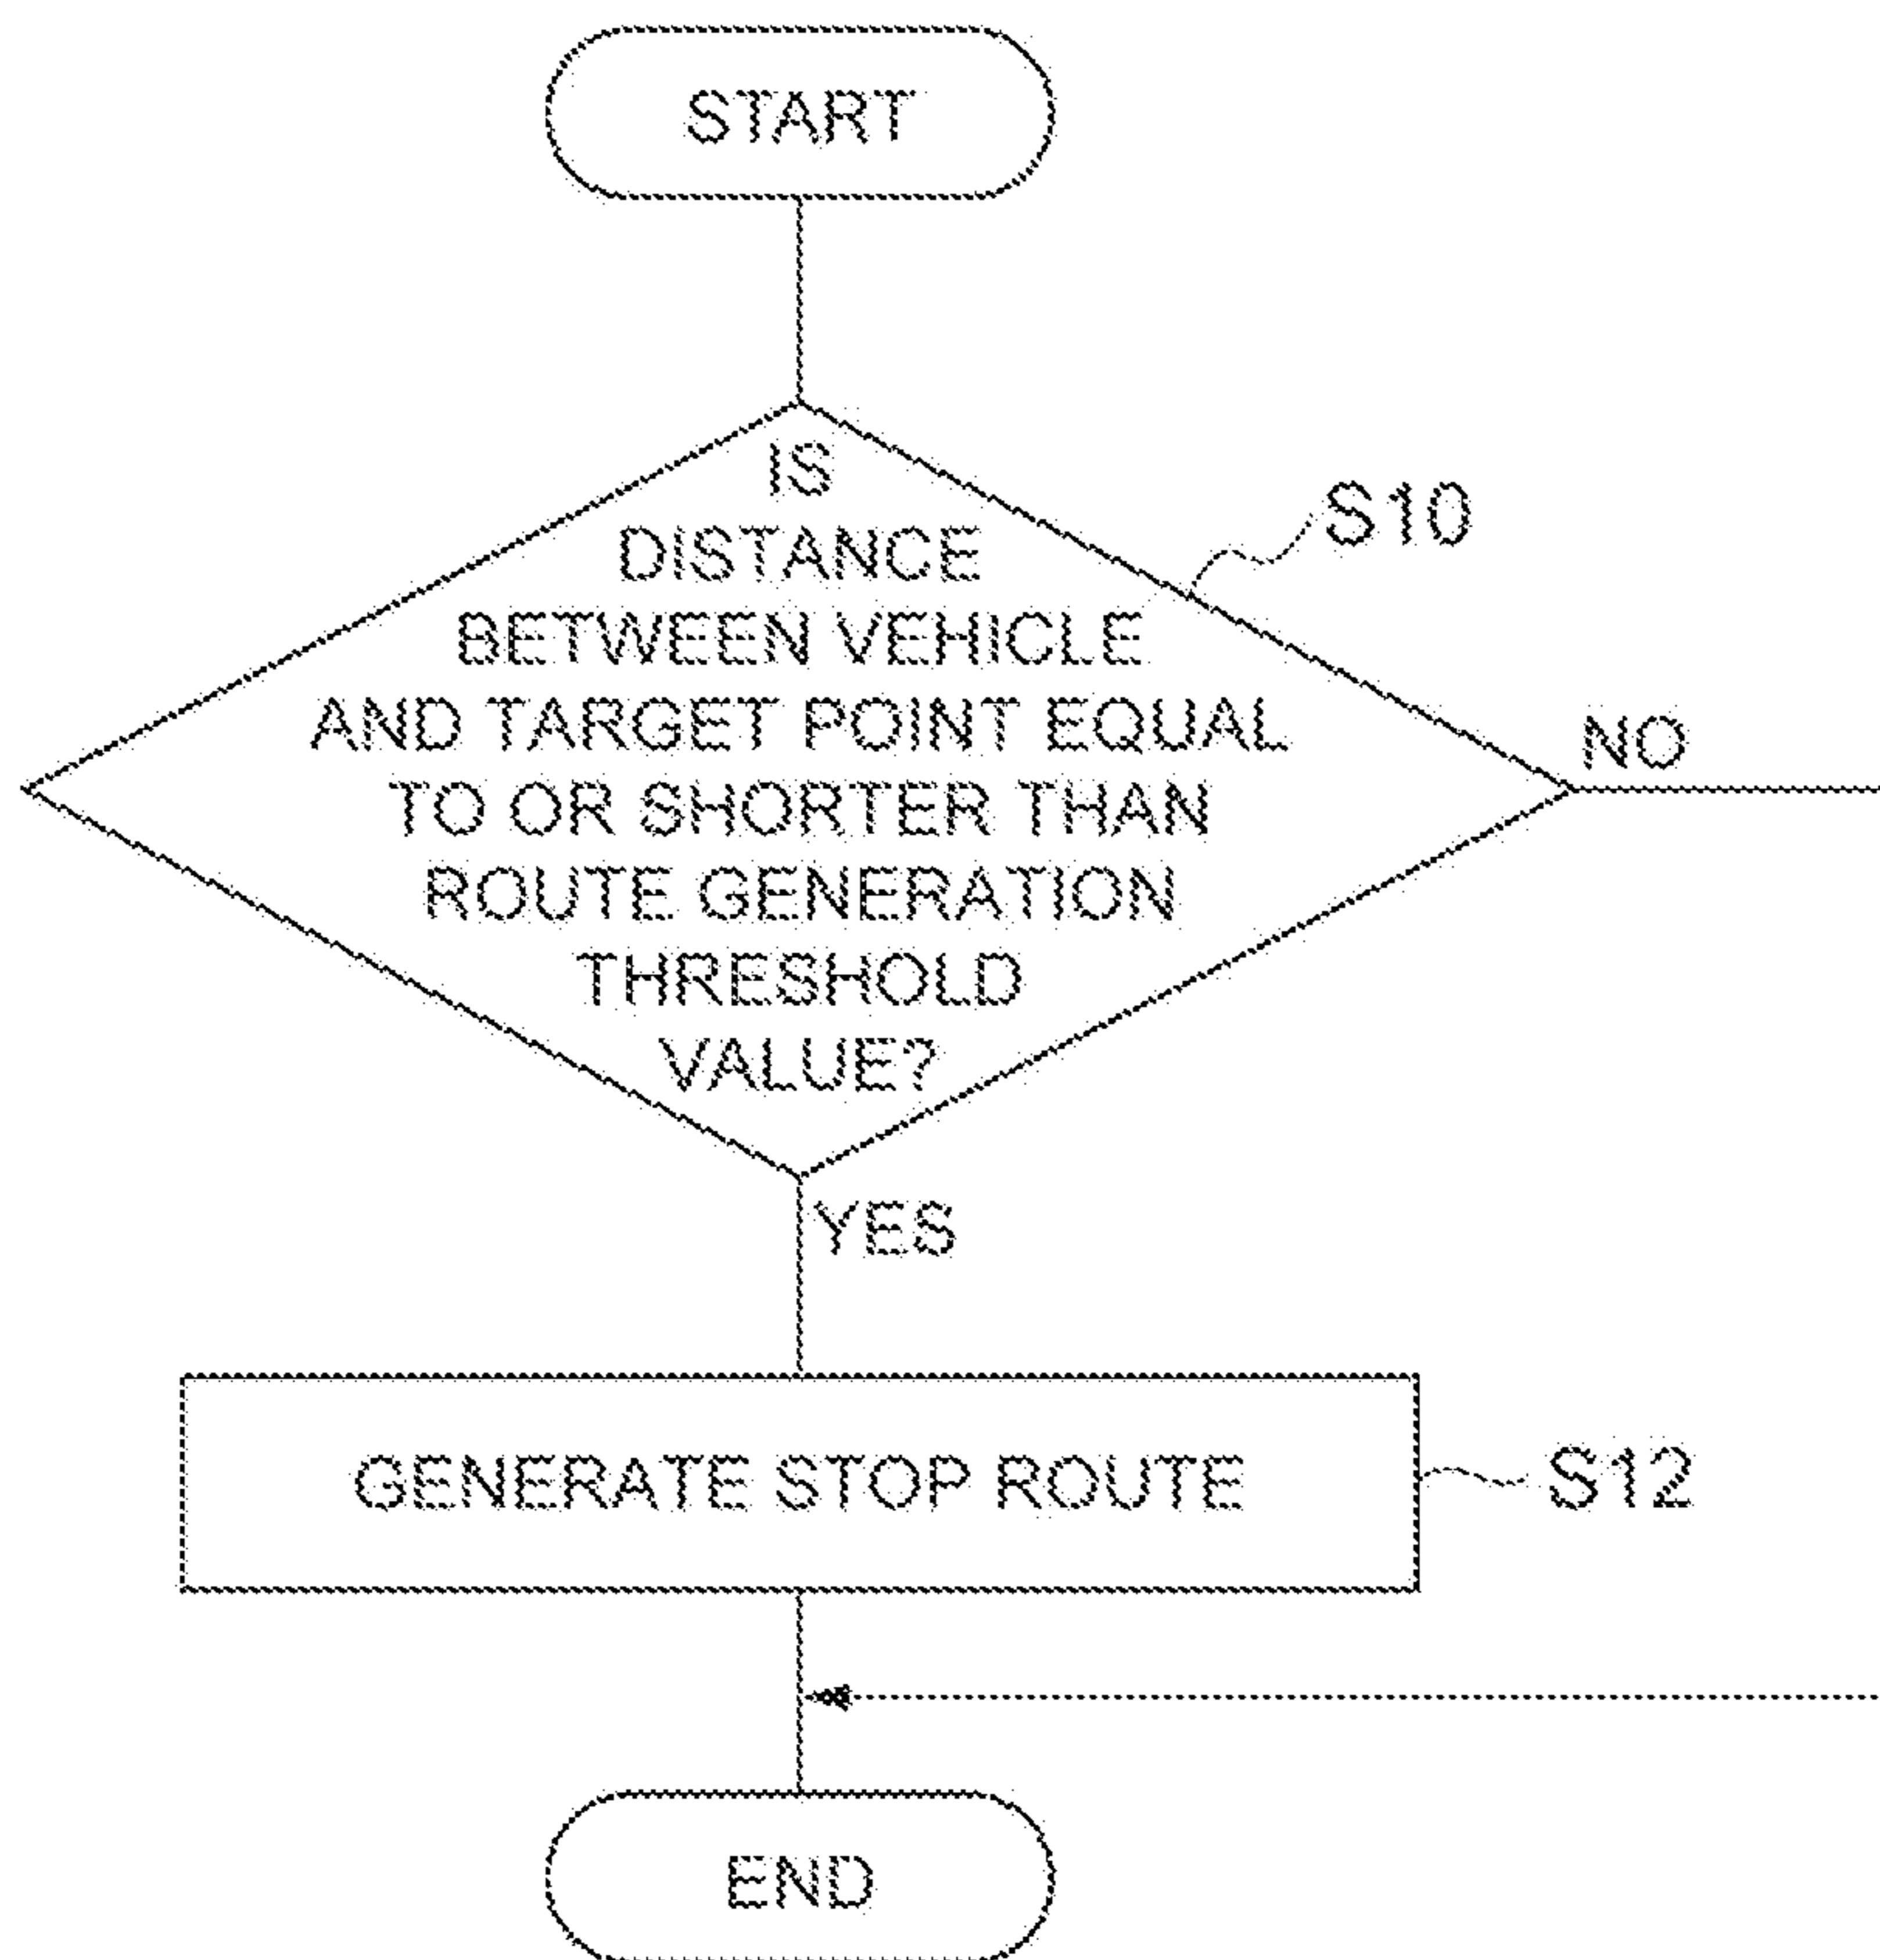 START
IS
DISTANCE
BETWEEN VEHICLE
AND TARGET POINT EQUAL
TO OR SHORTER THAN
ROUTE GENERATION
THRESHOLD
VALUE?
S10
NO
YES
GENERATE STOP ROUTE
S12
END